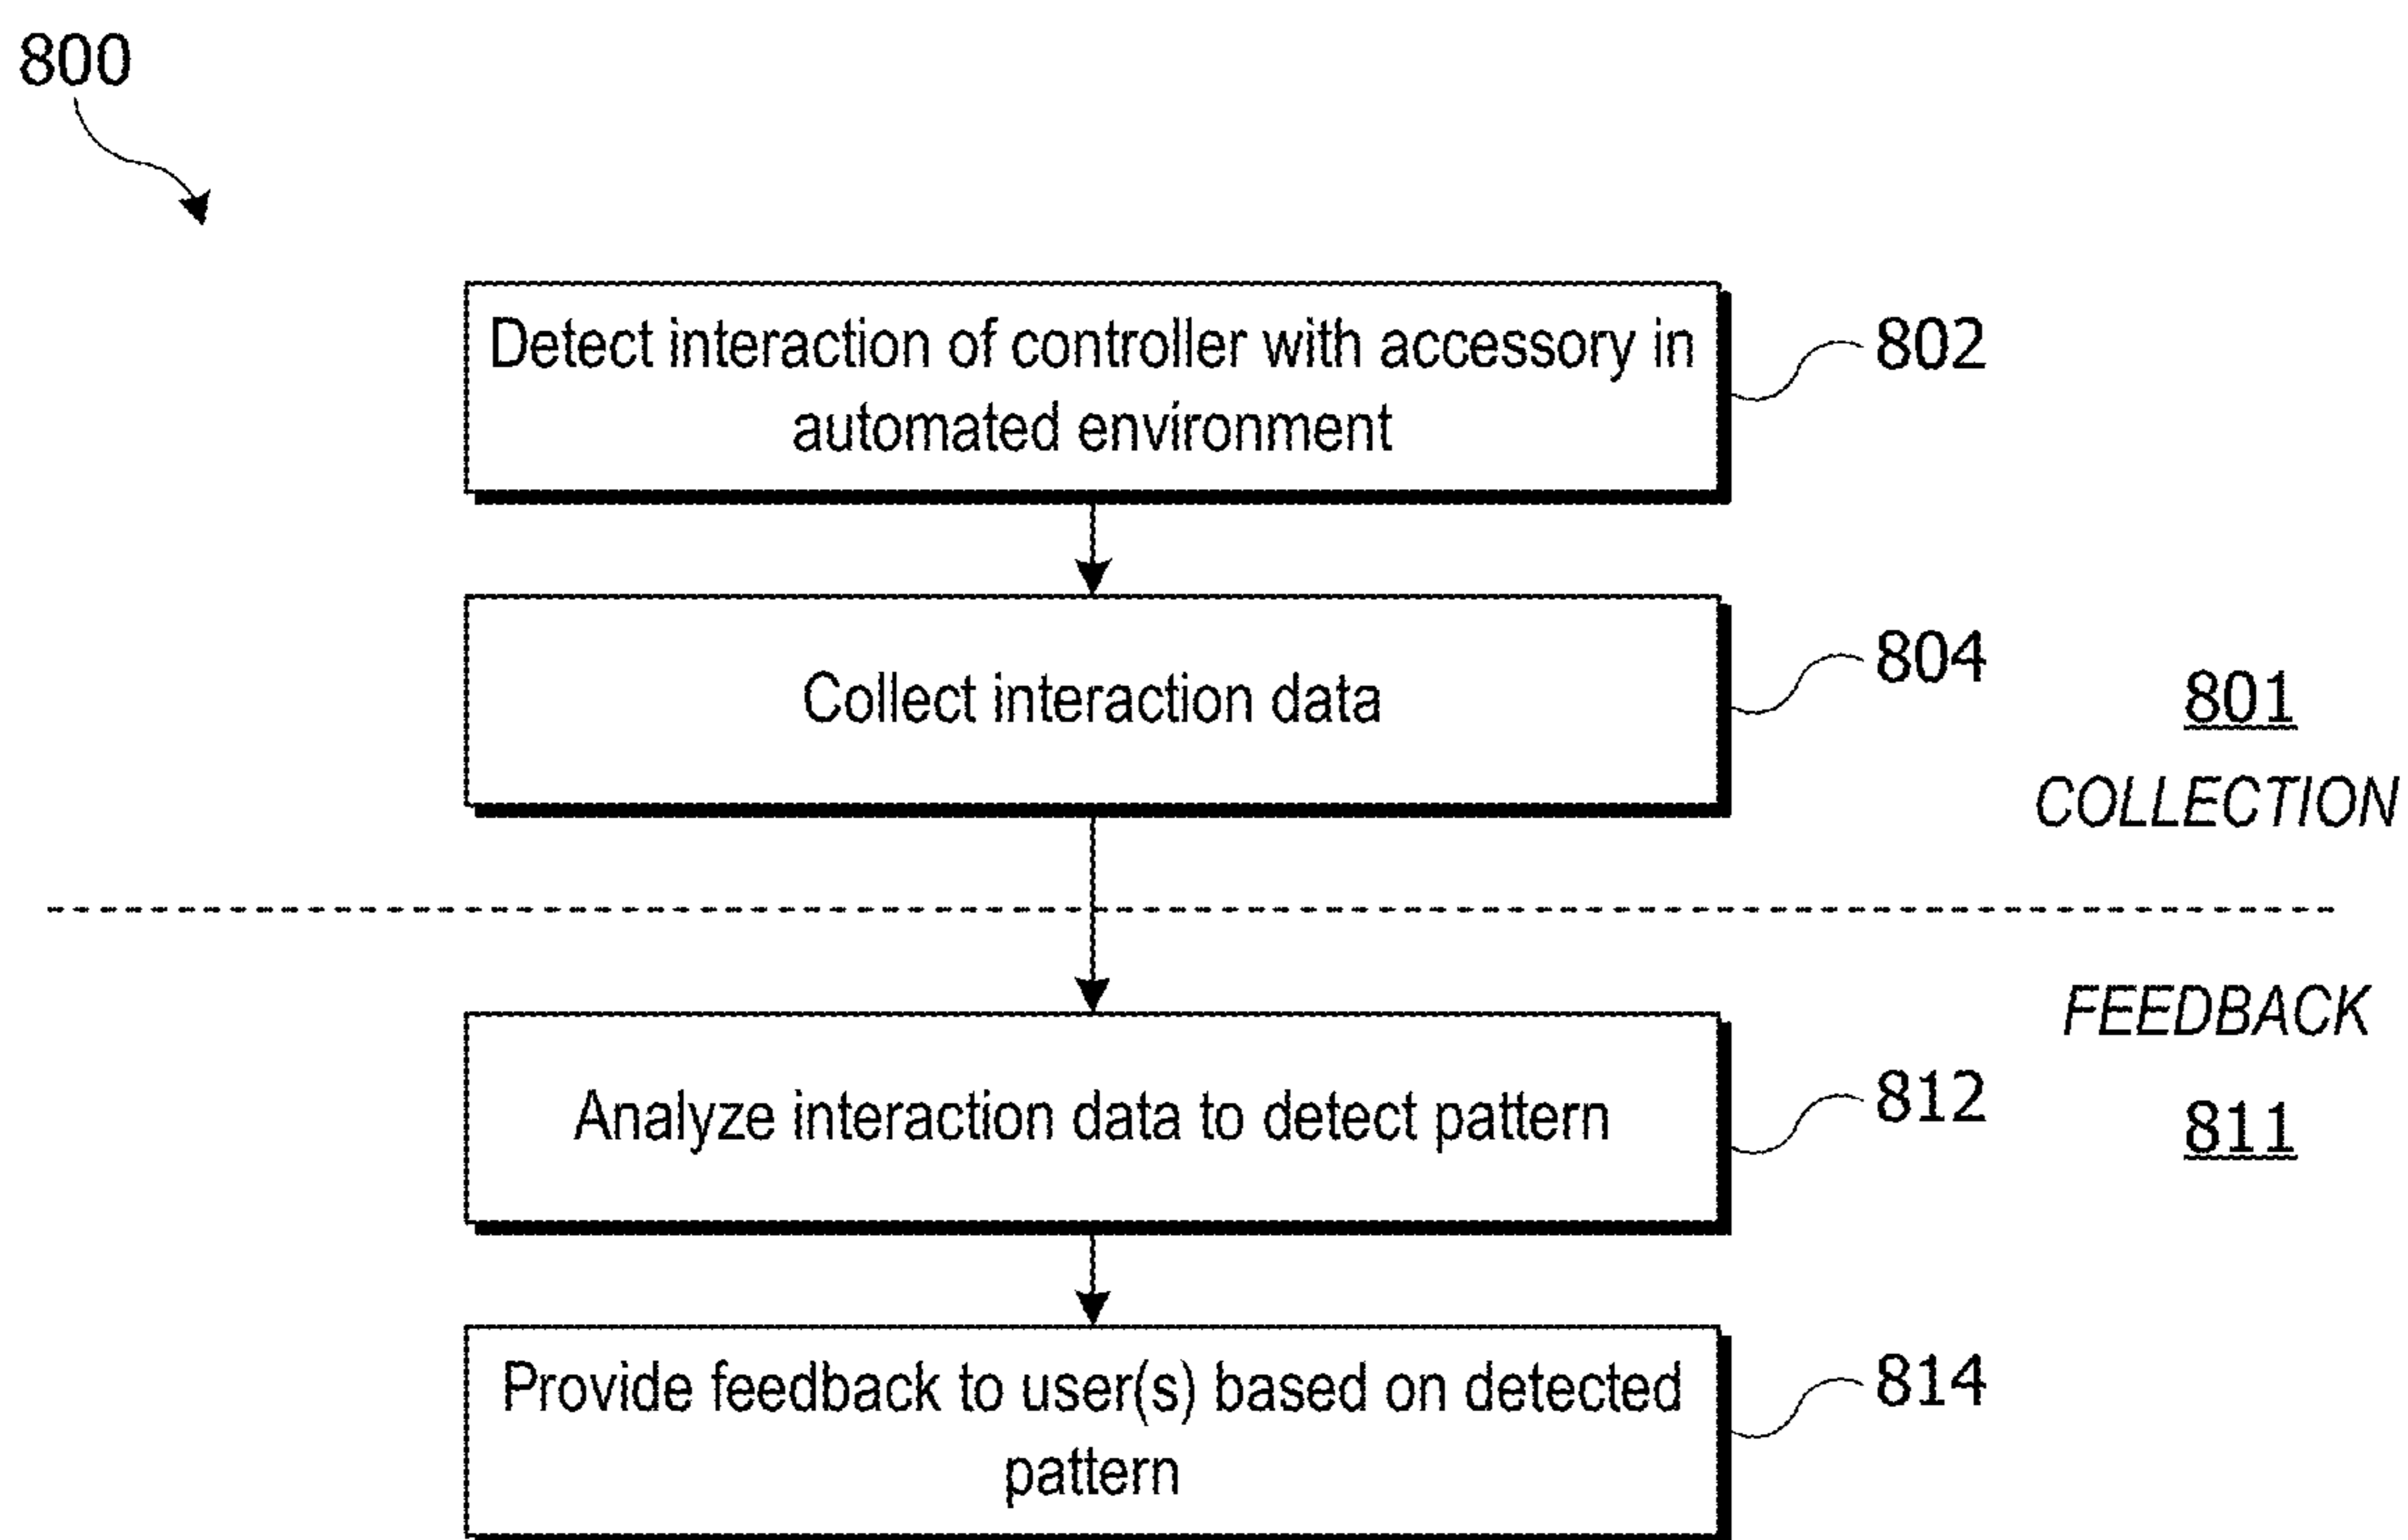 800
Detect interaction of controller with accessory in
automated environment
802
Collect interaction data
804
801
COLLECTION
FEEDBACK
811
Analyze interaction data to detect pattern
812
Provide feedback to user(s) based on detected
pattern
814